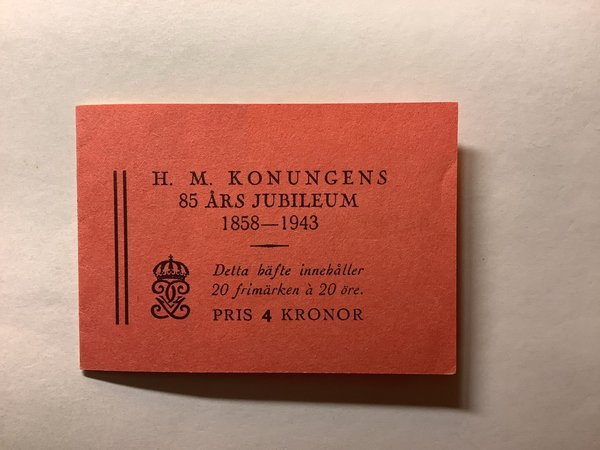 H. M. KONUNGENS
85 ÅRS JUBILEUM
1858—1943
Detta häfte innehåller
20 frimärken à 20 öre.
PRIS 4 KRONOR